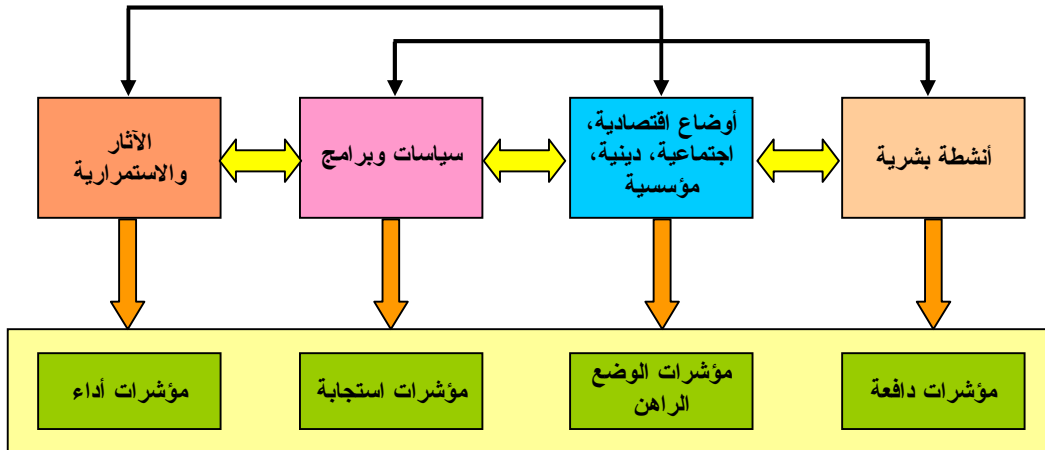 أنشطة بشرية
أوضاع اقتصادية،
اجتماعية، دينية،
مؤسسية
سياسات وبرامج
الآثار
والاستمرارية
مؤشرات دافعة
مؤشرات الوضع
الراهن
مؤشرات استجابة
مؤشرات أداء